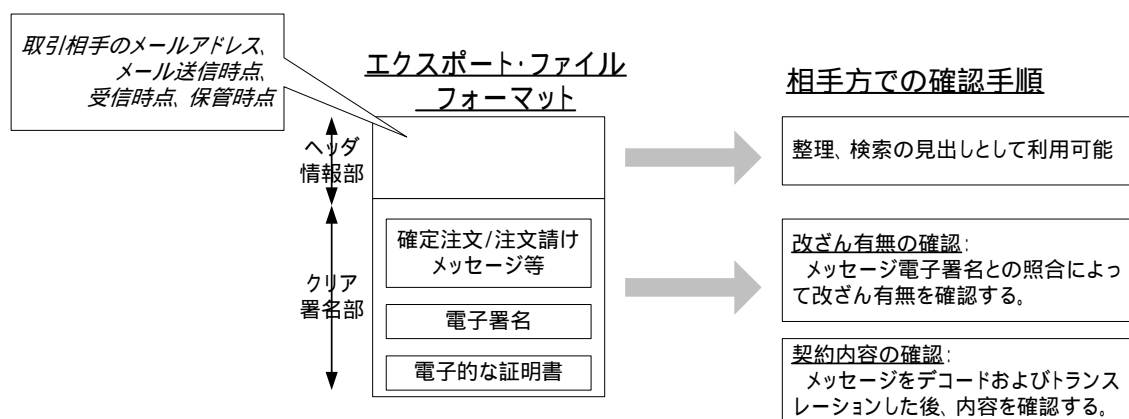 取引相手のメールアドレス、
メール送信時点、
受信時点、保管時点
エクスポート・ファイル
フォーマット
相手方での確認手順
ヘッダ
情報部
整理、検索の見出しとして利用可能
クリア
署名部
確定注文/注文請け
メッセージ等
電子署名
電子的な証明書
改ざん有無の確認:
メッセージ電子署名との照合によっ
て改ざん有無を確認する。
契約内容の確認:
メッセージをデコードおよびトランス
レーションした後、内容を確認する。